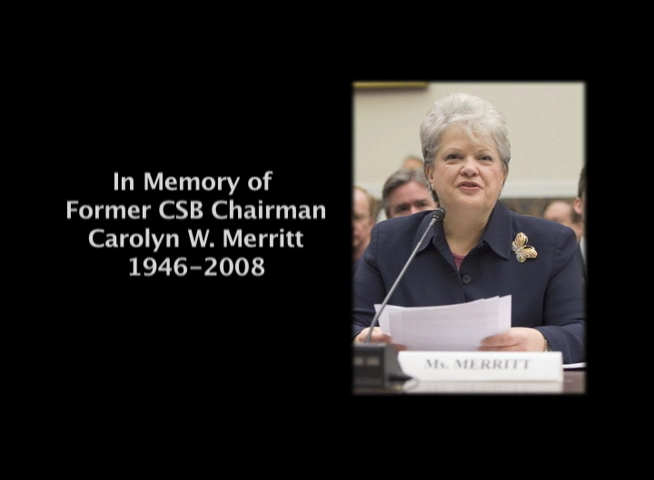 In Memory of
Former CSB Chairman
Carolyn W. Merritt
1946-2008
Ms. MERRITT